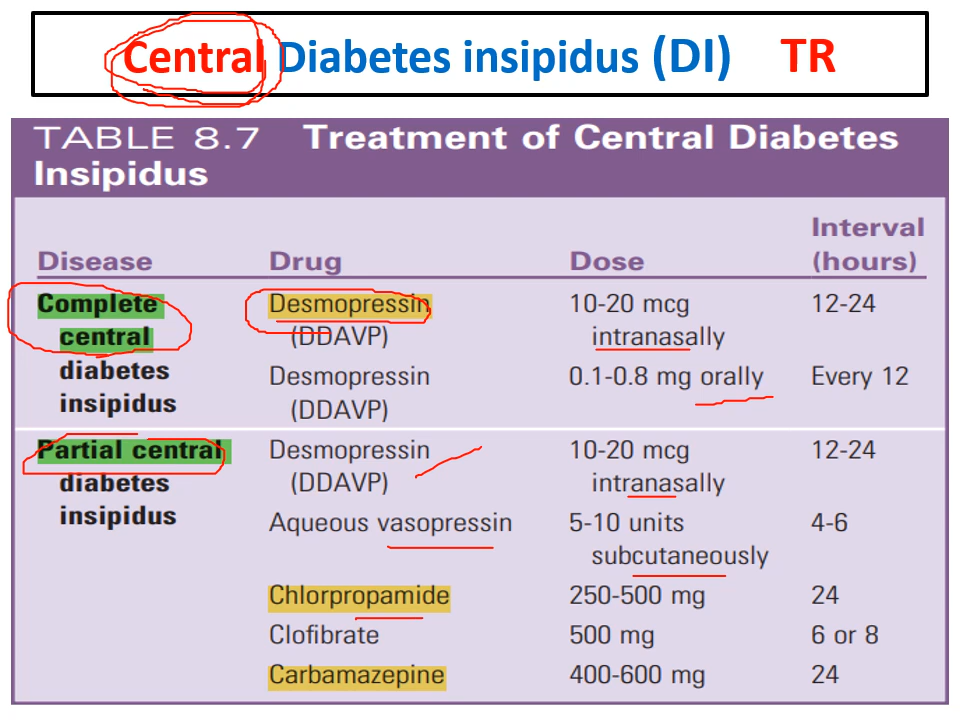 Central Diabetes insipidus (DI) TR
TABLE 8.7 Treatment of Central Diabetes
Insipidus
Interval
Disease Drug Dose (hours)
Complete Desmopressin 10-20 mcg 12-24
central (DDAVP) intranasally
diabetes Desmopressin 0.1-0.8 mg orally Every 12
insipidus (DDAVP)
Partial central Desmopressin 10-20 mcg 12-24
diabetes (DDAVP) intranasally
insipidus Aqueous vasopressin 5-10 units 4-6
subcutaneously
Chlorpropamide 250-500 mg 24
Clofibrate 500 mg 6 or 8
Carbamazepine 400-600 mg 24